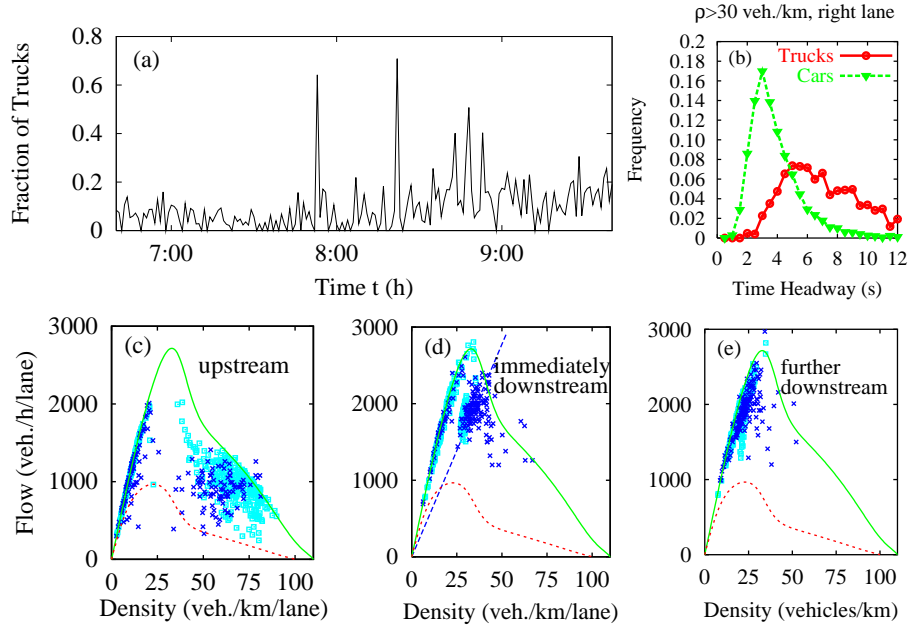 ρ>30 veh./km, right lane
(a)
Fraction of Trucks
0.8
0.6
0.4
0.2
0
7:00 8:00 9:00
Time t (h)
(b)
Trucks
Cars
Frequency
0.2
0.18
0.16
0.14
0.12
0.10
0.08
0.06
0.04
0.02
0
0 2 4 6 8 10 12
Time Headway (s)
(c)
upstream
Flow (veh./h/lane)
3000
2000
1000
0
0 25 50 75 100
Density (veh./km/lane)
(d)
immediately
downstream
3000
2000
1000
0
0 25 50 75 100
Density (veh./km/lane)
(e)
further
downstream
3000
2000
1000
0
0 25 50 75 100
Density (vehicles/km)